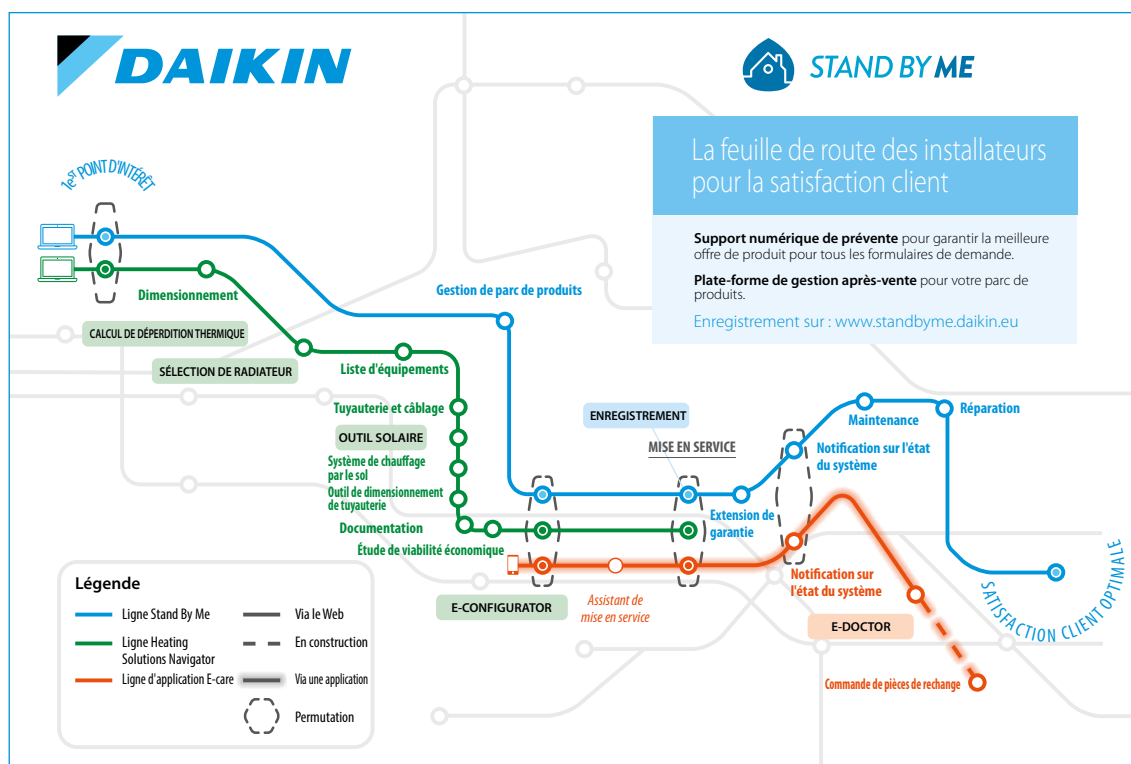 DAIKIN
STAND BY ME
La feuille de route des installateurs
pour la satisfaction client
Support numérique de prévente pour garantir la meilleure
offre de produit pour tous les formulaires de demande.
Plate-forme de gestion après-vente pour votre parc de
produits.
Enregistrement sur : www.standbyme.daikin.eu
1eST POINT D'INTÉRÊT
Dimensionnement
CALCUL DE DÉPERDITION THERMIQUE
SÉLECTION DE RADIATEUR
Liste d'équipements
Gestion de parc de produits
Tuyauterie et câblage
OUTIL SOLAIRE
Système de chauffage
par le sol
Outil de dimensionnement
de tuyauterie
Documentation
Étude de viabilité économique
ENREGISTREMENT
MISE EN SERVICE
Extension de
garantie
Notification sur l'état
du système
Maintenance
Réparation
SATISFACTION CLIENT OPTIMALE
E-CONFIGURATOR
Assistant de
mise en service
Notification sur
l'état du système
E-DOCTOR
Commande de pièces de rechange
Légende
Ligne Stand By Me
Via le Web
Ligne Heating
Solutions Navigator
En construction
Ligne d'application E-care
Via une application
Permutation